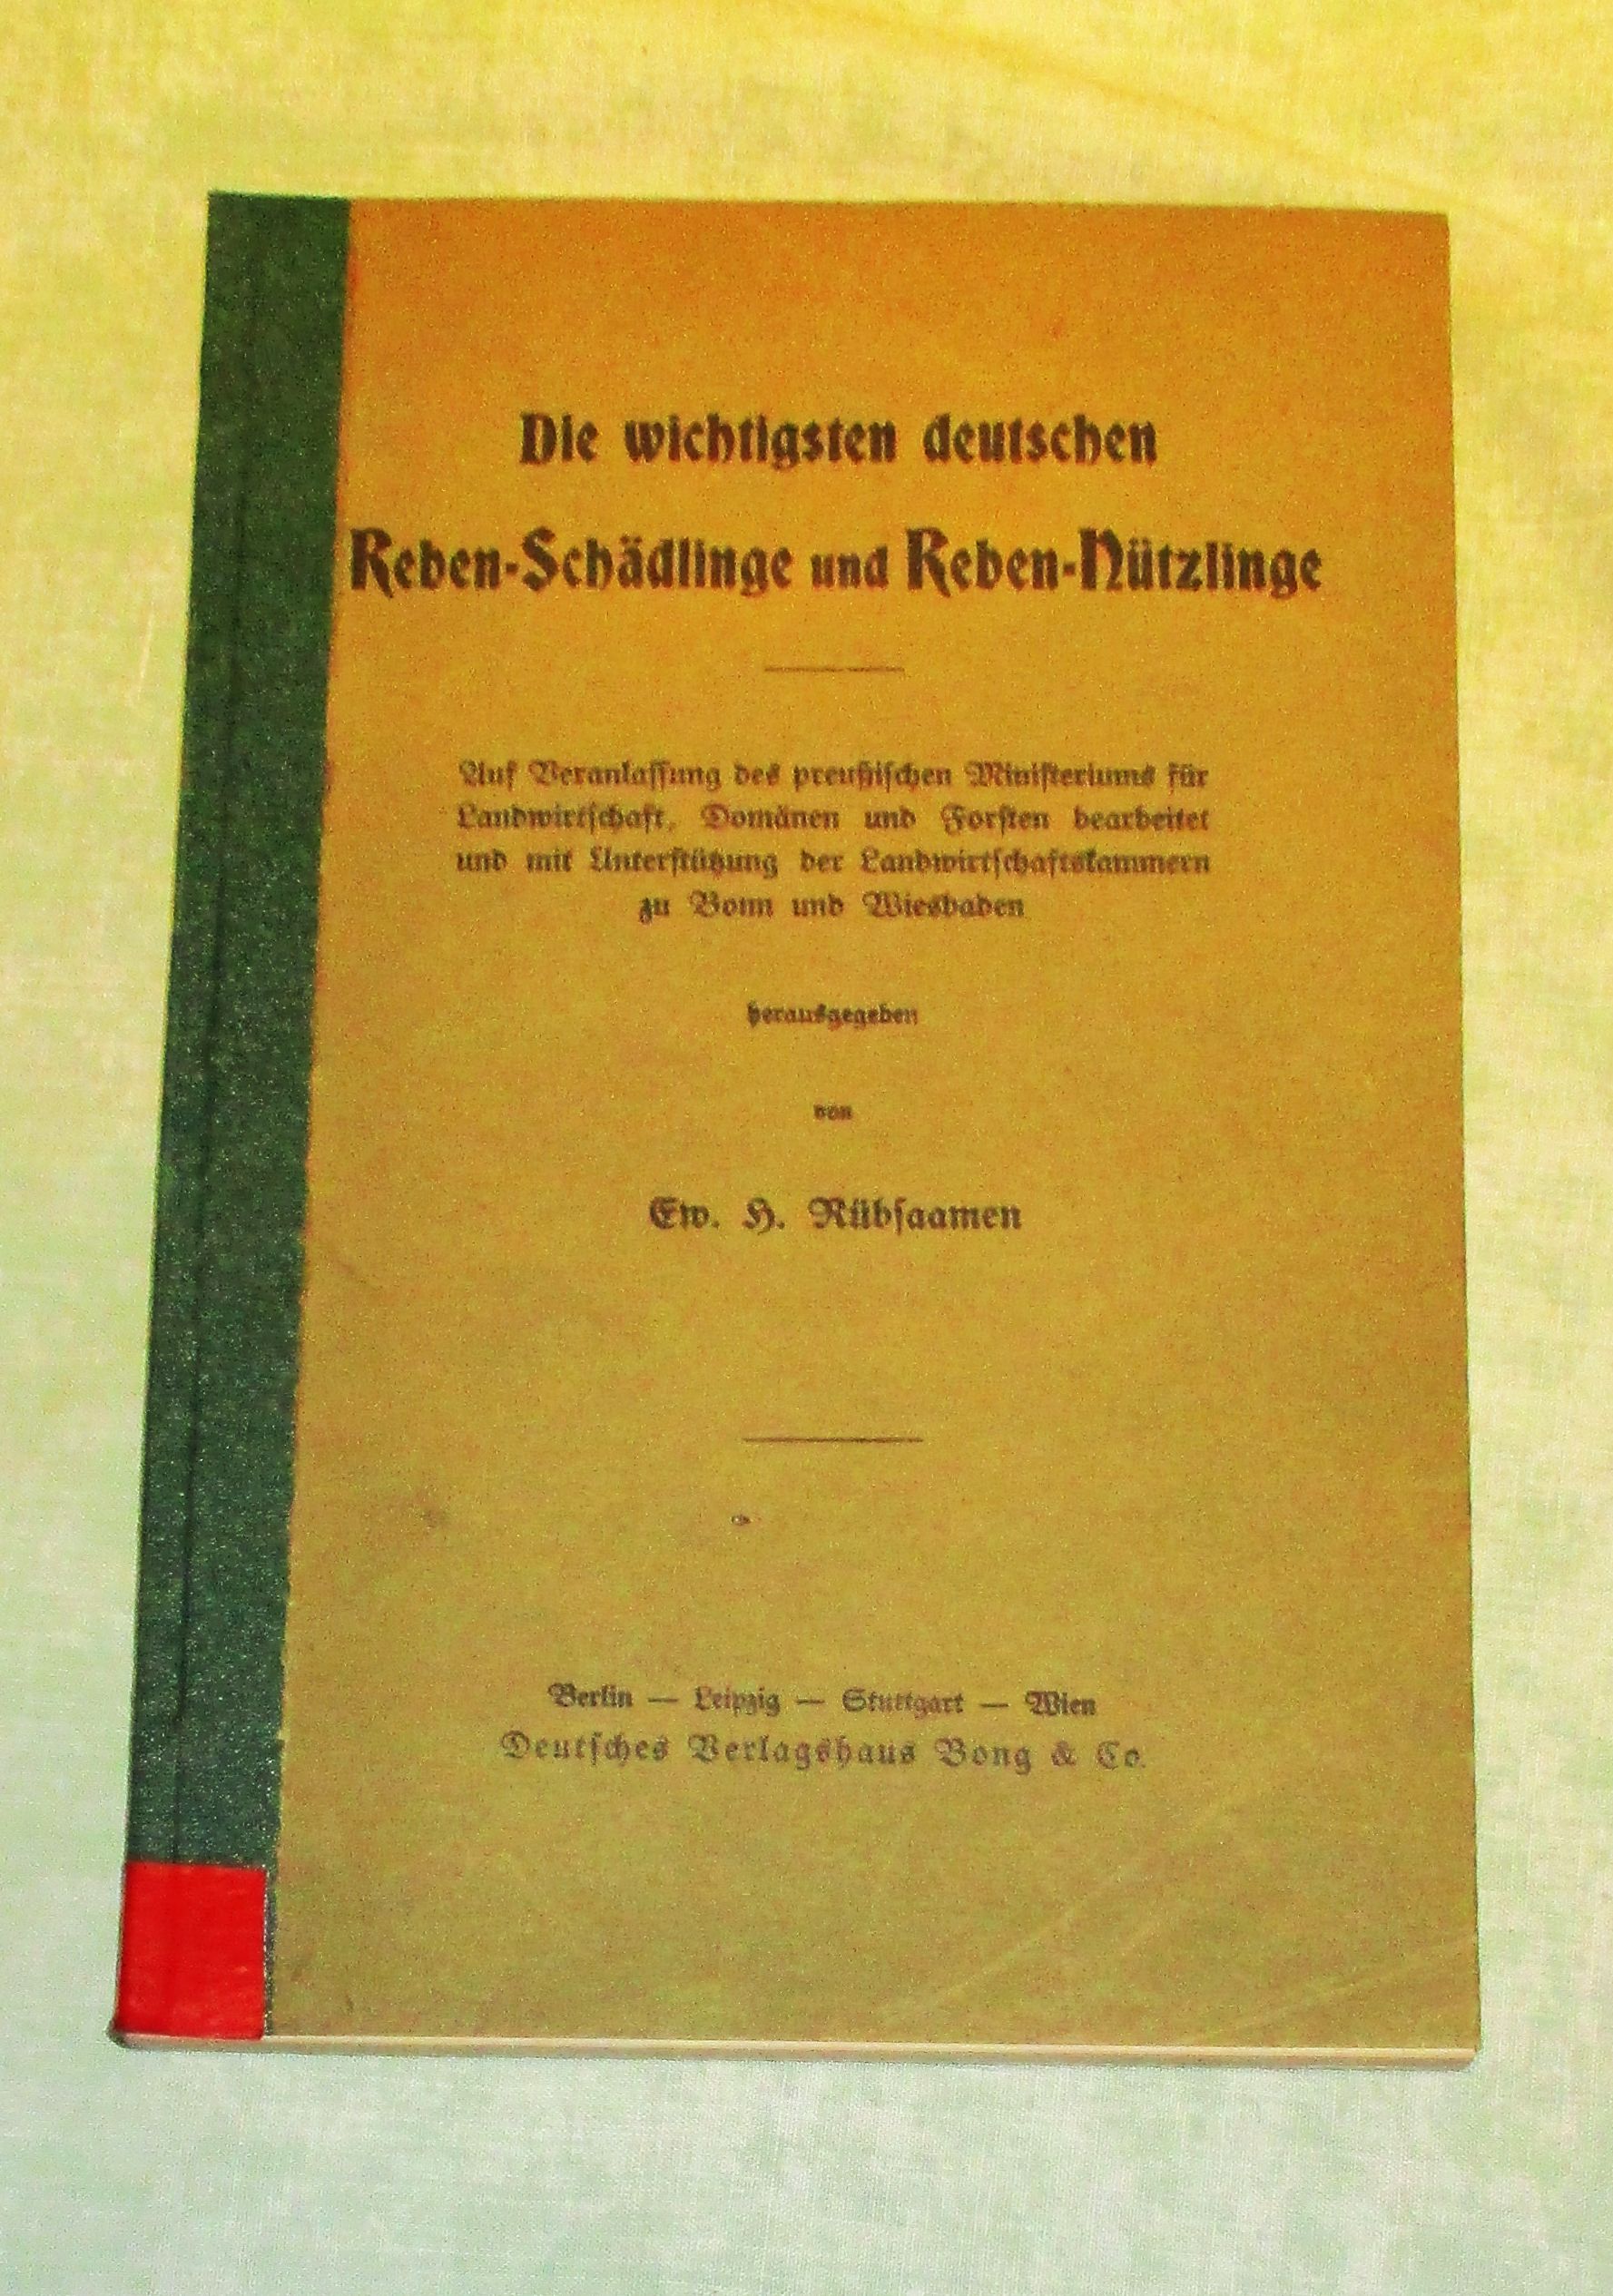 Die wichtigsten deutschen
Reben-Schädlinge und Reben-Nützlinge
Auf Veranlassung des preußischen Ministeriums für
Landwirtschaft, Domänen und Forsten bearbeitet
und mit Unterstützung der Landwirtschaftskammern
zu Bonn und Wiesbaden
herausgegeben
von
Ew. H. Rübsaamen
Berlin — Leipzig — Stuttgart — Wien
Deutsches Verlagshaus Bong & Co.